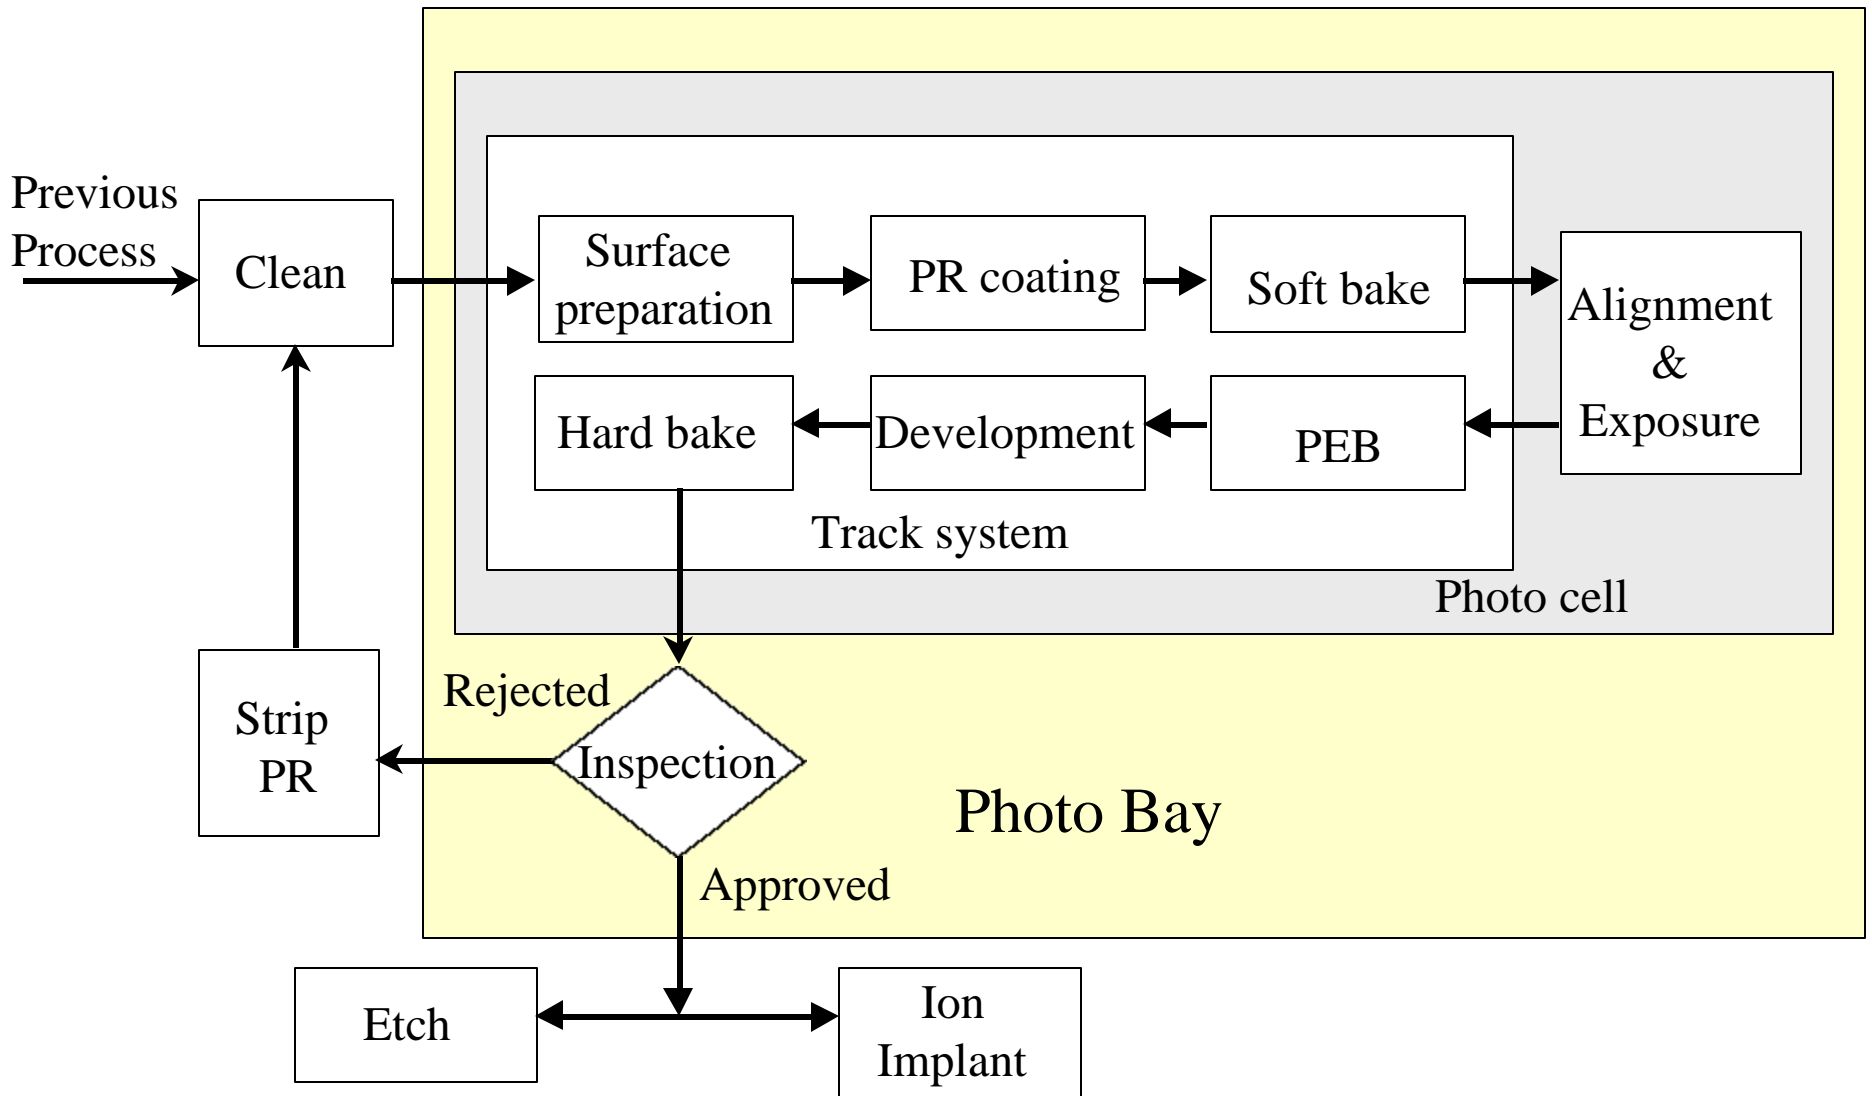 Previous
Process
Clean
Surface
preparation
PR coating
Soft bake
Alignment
&
Exposure
Hard bake
Development
PEB
Track system
Photo cell
Rejected
Strip
PR
Inspection
Photo Bay
Approved
Etch
Ion
Implant